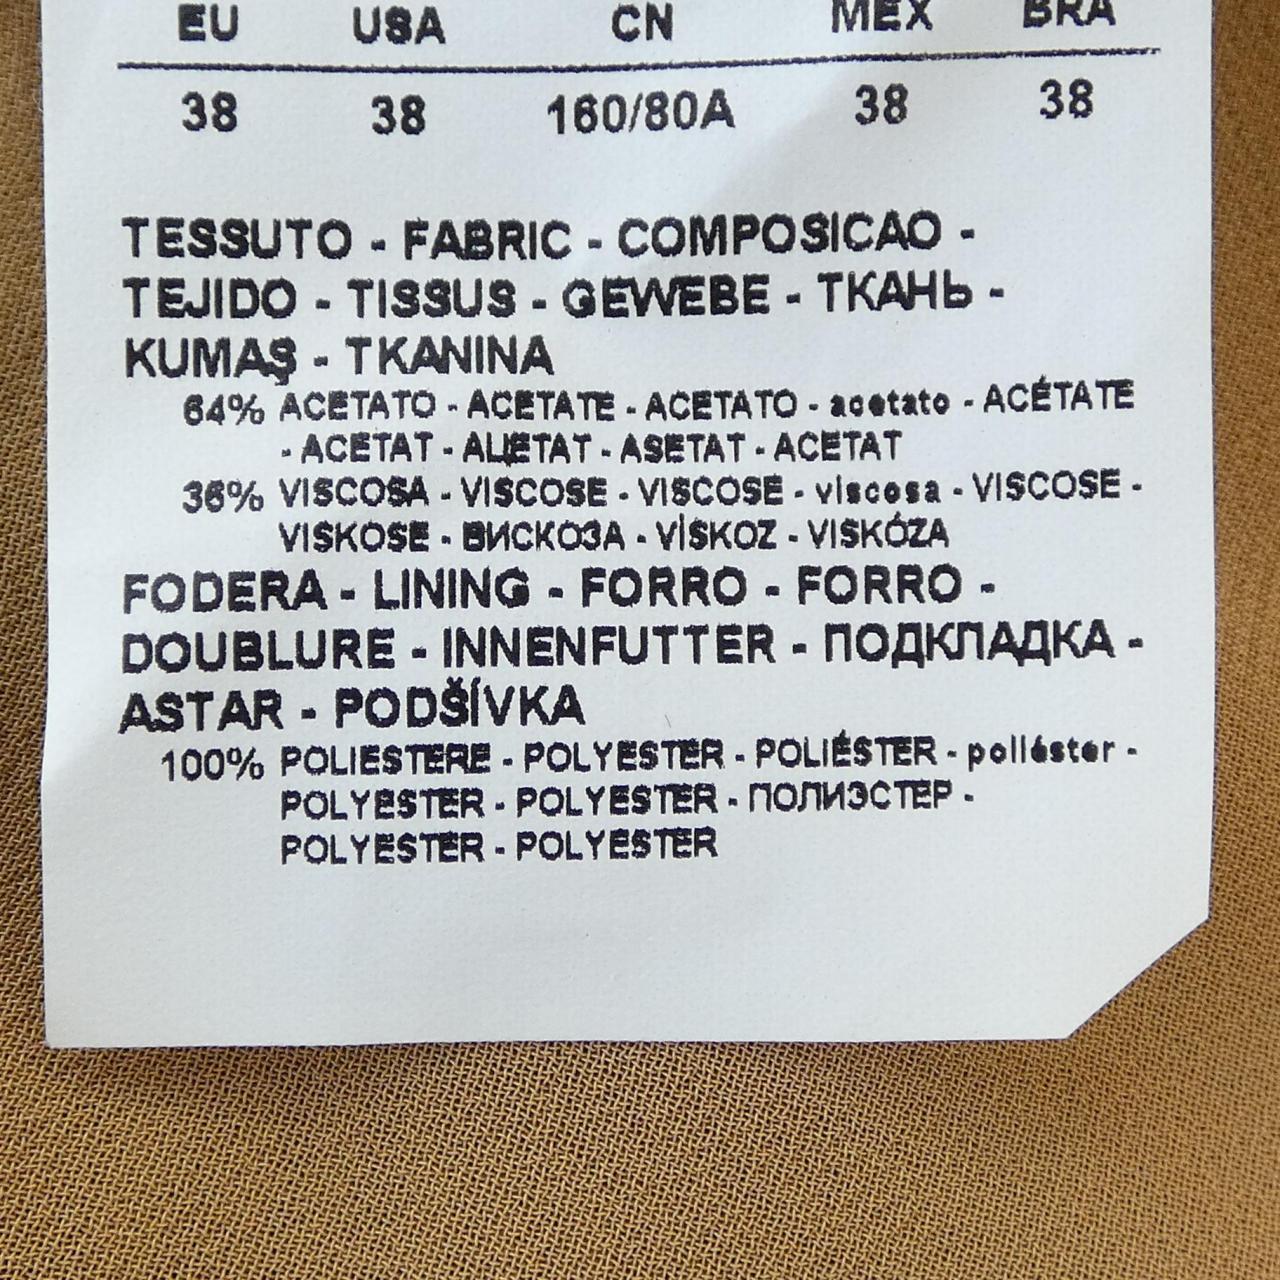 EU USA CN MEX BRA
38 38 160/80A 38 38
TESSUTO - FABRIC - COMPOSICAO -
TEJIDO - TISSUS - GEWEBE - ТКАНЬ -
KUMAŞ - TKANINA
64% ACETATO - ACETATE - ACETATO - acetato - ACÉTATE
- ACETAT - АЦЕТАТ - ASETAT - ACETAT
36% VISCOSA - VISCOSE - VISCOSE - viscosa - VISCOSE -
VISKOSE - ВИСКОЗА - VİSKOZ - VISKÓZA
FODERA - LINING - FORRO - FORRO -
DOUBLURE - INNENFUTTER - ПОДКЛАДКА -
ASTAR - PODŠÍVKA
100% POLIESTERE - POLYESTER - POLIÉSTER - poliéster -
POLYESTER - POLYESTER - ПОЛИЭСТЕР -
POLYESTER - POLYESTER